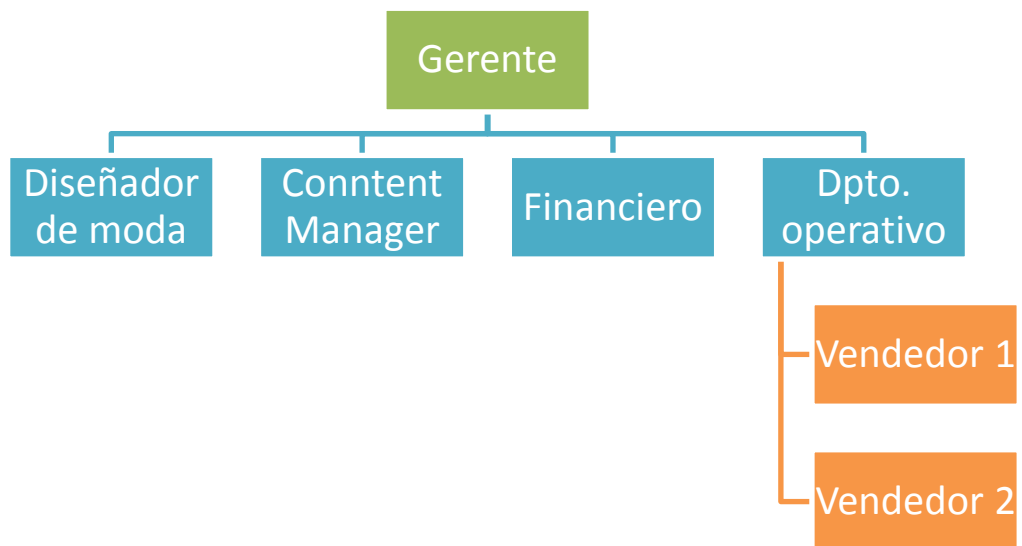 Gerente
Diseñador
de moda
Conntent
Manager
Financiero
Dpto.
operativo
Vendedor 1
Vendedor 2